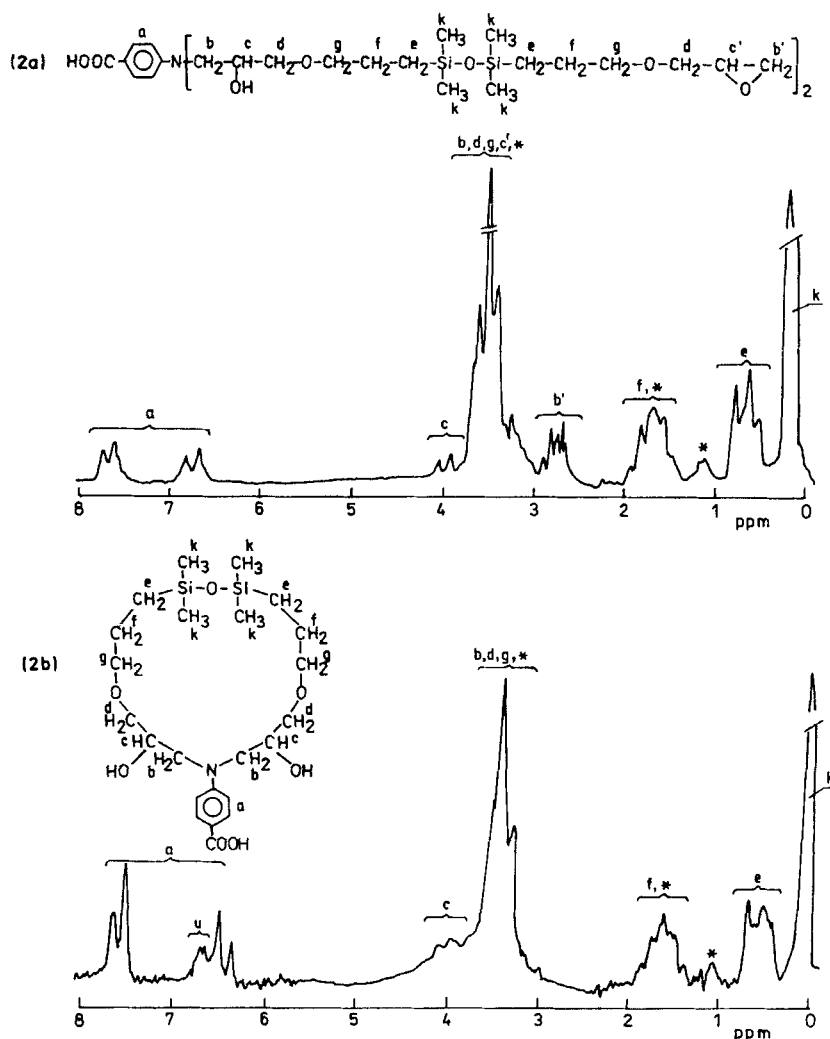 k k
CH₃ CH₃
a b c d g f e e f g d c' b'
(2a) HOOC N CH₂-CH-CH₂-O-CH₂-CH₂-CH₂-Si-O-Si-CH₂-CH₂-CH₂-O-CH₂-CH-CH₂ 2
OH CH₃ CH₃ O
k k
b,d,g,c',*
k
a c b' f,* * e
8 7 6 5 4 3 2 1 0
ppm
k k
CH₃ CH₃
e e
CH₂ Si-O-Si CH₂
f CH₃ CH₃ f
CH₂ k k CH₂
(2b) g CH₂ CH₂ g
O O
d d
H₂C CH₂
c HC CH c
HO CH₂ CH₂ OH
b N b
a
COOH
b,d,g,*
k
a u c f,* * e
8 7 6 5 4 3 2 1 0
ppm